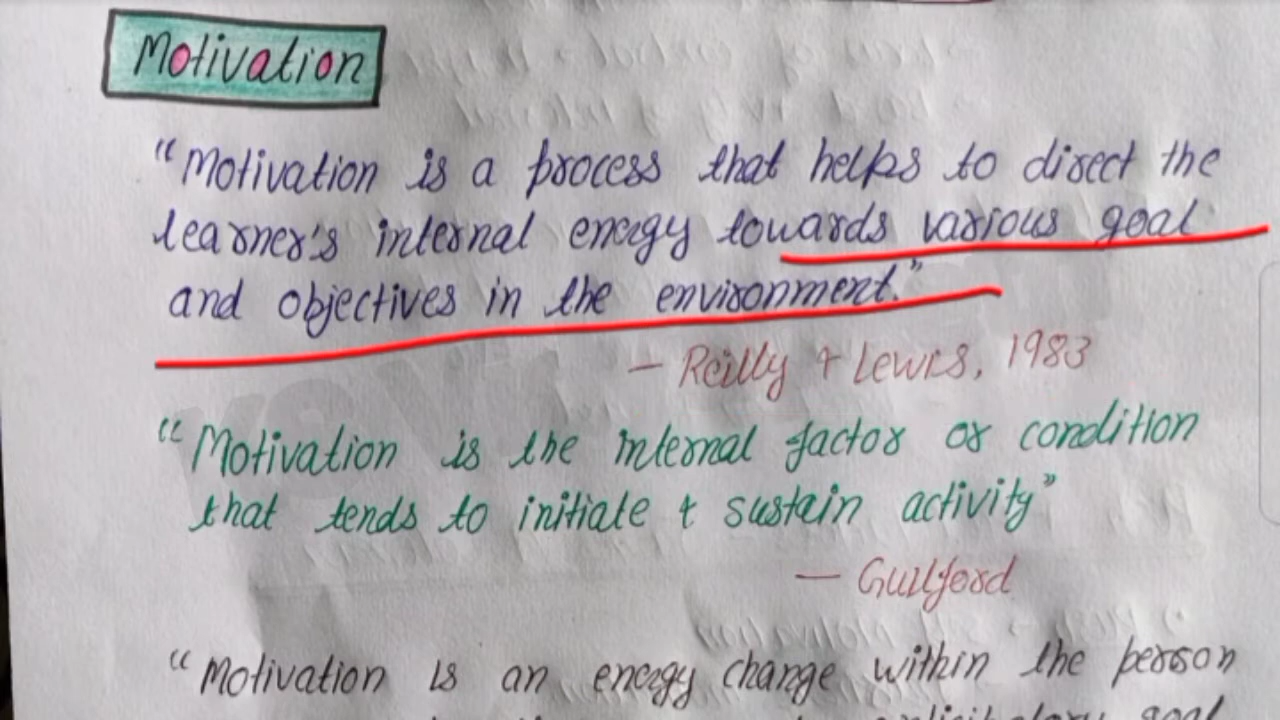 Motivation
"Motivation is a process that helps to direct the
learner's internal energy towards various goal
and objectives in the environment."
— Reilly & Lewis, 1983
"Motivation is the internal factor or condition
that tends to initiate & sustain activity"
— Guilford
"Motivation is an energy change within the person
goal